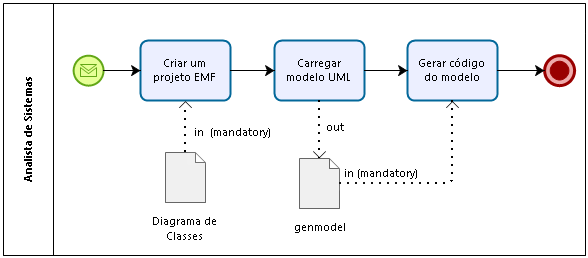 Analista de Sistemas
Criar um
projeto EMF
Carregar
modelo UML
Gerar código
do modelo
in (mandatory)
out
in (mandatory)
Diagrama de
Classes
genmodel